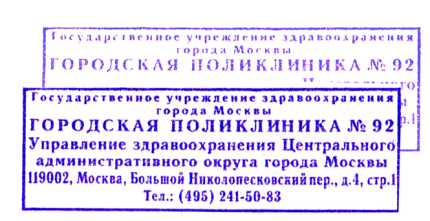 Государственное учреждение здравоохранения
города Москвы
ГОРОДСКАЯ ПОЛИКЛИНИКА № 92
Государственное учреждение здравоохранения
города Москвы
ГОРОДСКАЯ ПОЛИКЛИНИКА № 92
Управление здравоохранения Центрального
административного округа города Москвы
119002, Москва, Большой Николопесковский пер., д.4, стр.1
Тел.: (495) 241-50-83